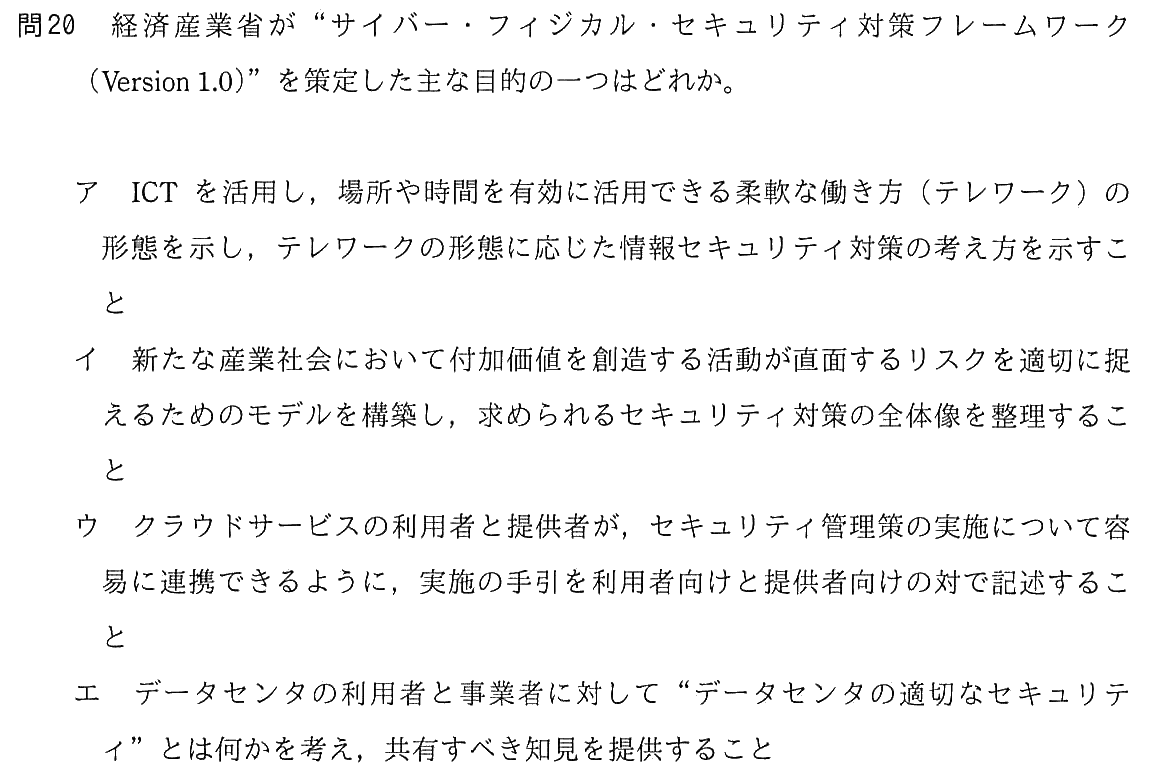 問20 経済産業省が“サイバー・フィジカル・セキュリティ対策フレームワーク
（Version 1.0）”を策定した主な目的の一つはどれか。
ア ICT を活用し，場所や時間を有効に活用できる柔軟な働き方（テレワーク）の
形態を示し，テレワークの形態に応じた情報セキュリティ対策の考え方を示すこ
と
イ 新たな産業社会において付加価値を創造する活動が直面するリスクを適切に捉
えるためのモデルを構築し，求められるセキュリティ対策の全体像を整理するこ
と
ウ クラウドサービスの利用者と提供者が，セキュリティ管理策の実施について容
易に連携できるように，実施の手引を利用者向けと提供者向けの対で記述するこ
と
エ データセンタの利用者と事業者に対して“データセンタの適切なセキュリテ
ィ”とは何かを考え，共有すべき知見を提供すること